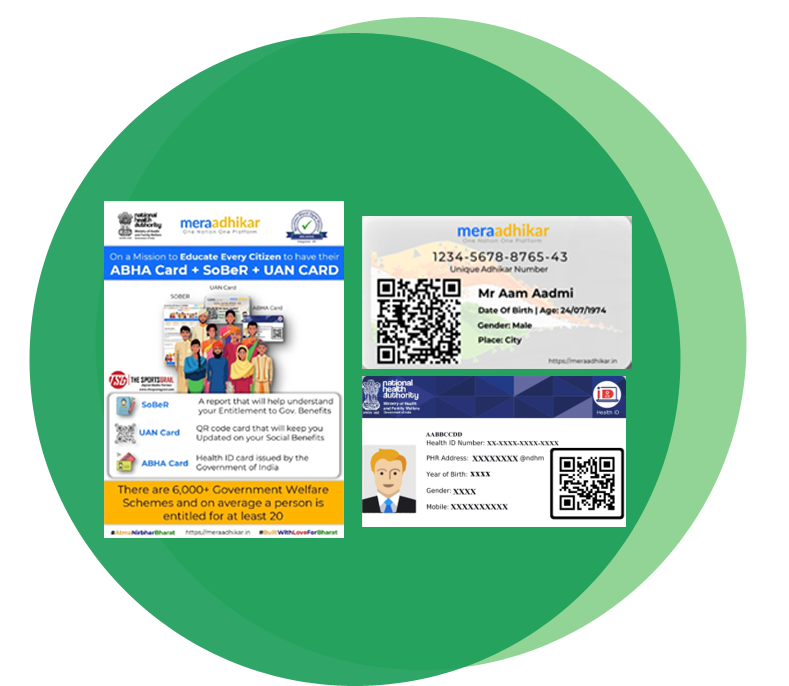 national
health
authority
Ministry of Health
and Family Welfare
meraadhikar
One Nation One Platform
On a Mission to Educate Every Citizen to have their
ABHA Card + SoBeR + UAN CARD
UAN Card
SOBER
ABHA Card
TSG THE SPORTSGRAIL
SoBeR
A report that will help understand
your Entitlement to Gov. Benefits
UAN Card
QR code card that will keep you
Updated on your Social Benefits
ABHA Card
Health ID card issued by the
Government of India
There are 6,000+ Government Welfare
Schemes and on average a person is
entitled for at least 20
#AtmaNirbharBharat https://meraadhikar.in #BuiltWithLoveForBharat
meraadhikar
One Nation One Platform
1234-5678-8765-43
Unique Adhikar Number
Mr Aam Aadmi
Date Of Birth | Age: 24/07/1974
Gender: Male
Place: City
https://meraadhikar.in
national
health
authority
Ministry of Health
and Family Welfare
Government of India
Health ID
AABBCCDD
Health ID Number: XX-XXXX-XXXX-XXXX
PHR Address: XXXXXXXX @ndhm
Year of Birth: XXXX
Gender: XXXX
Mobile: XXXXXXXXXX